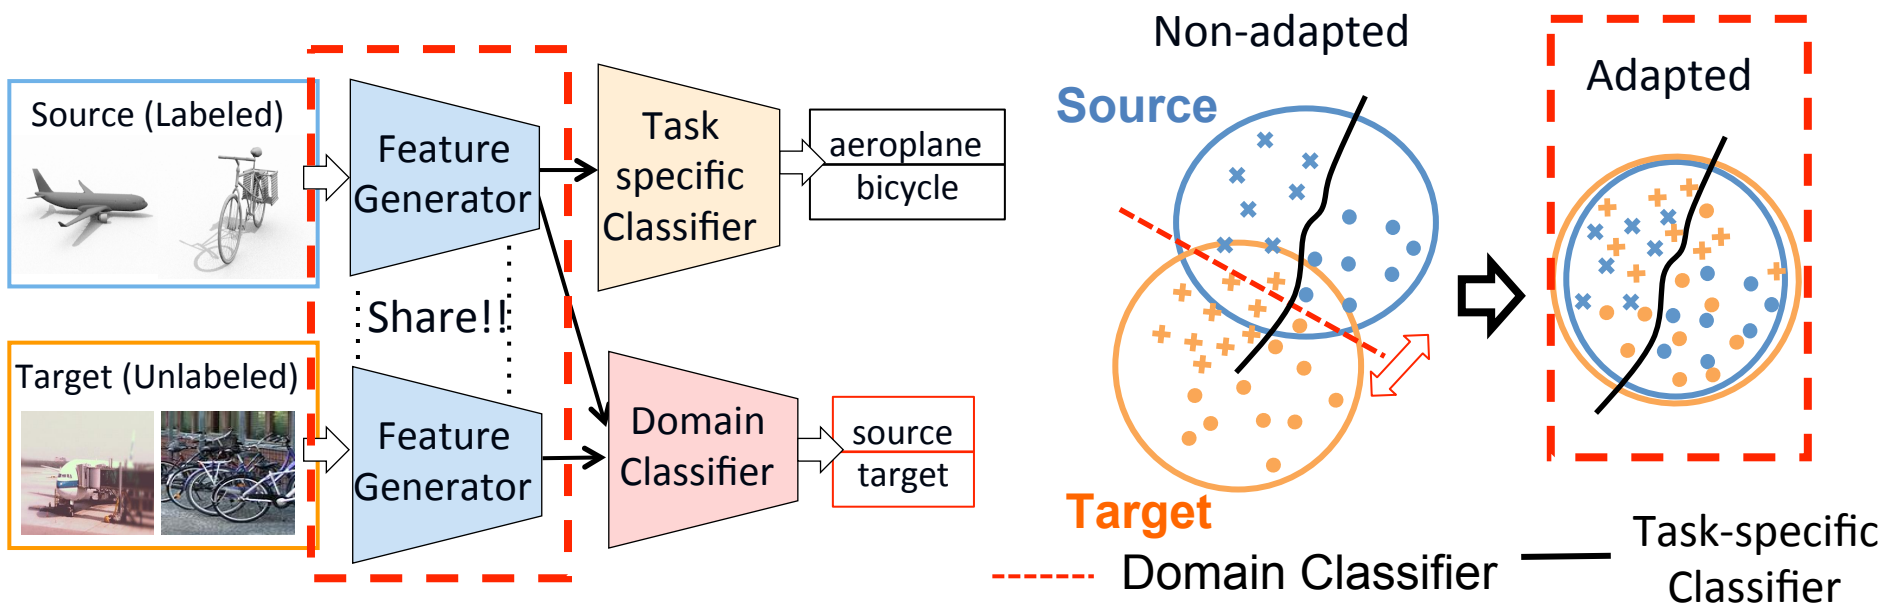 Source (Labeled)
Feature
Generator
Task
specific
Classifier
aeroplane
bicycle
Share!!
Target (Unlabeled)
Feature
Generator
Domain
Classifier
source
target
Non-adapted
Source
Target
Adapted
Domain Classifier
Task-specific
Classifier